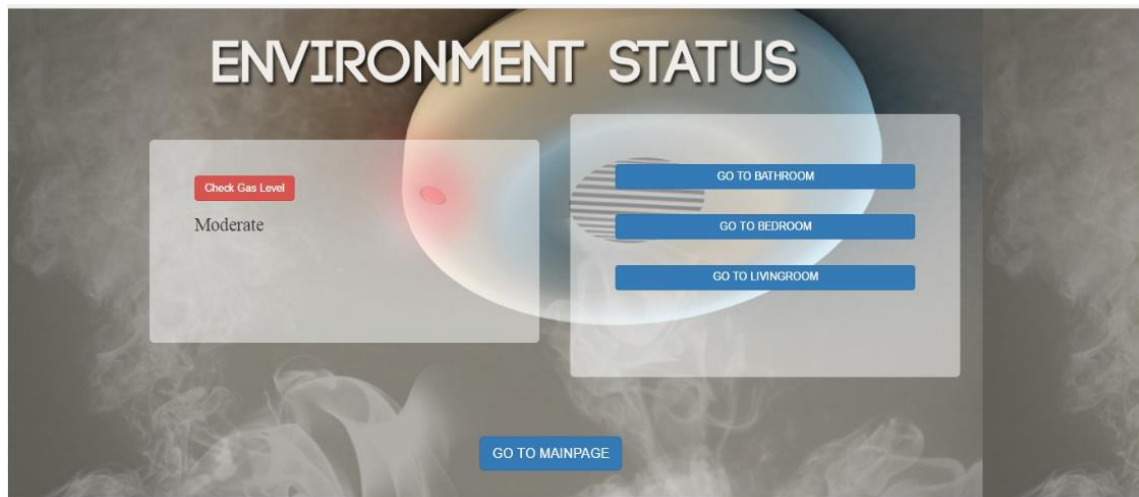 ENVIRONMENT STATUS
Check Gas Level
Moderate
GO TO BATHROOM
GO TO BEDROOM
GO TO LIVINGROOM
GO TO MAINPAGE